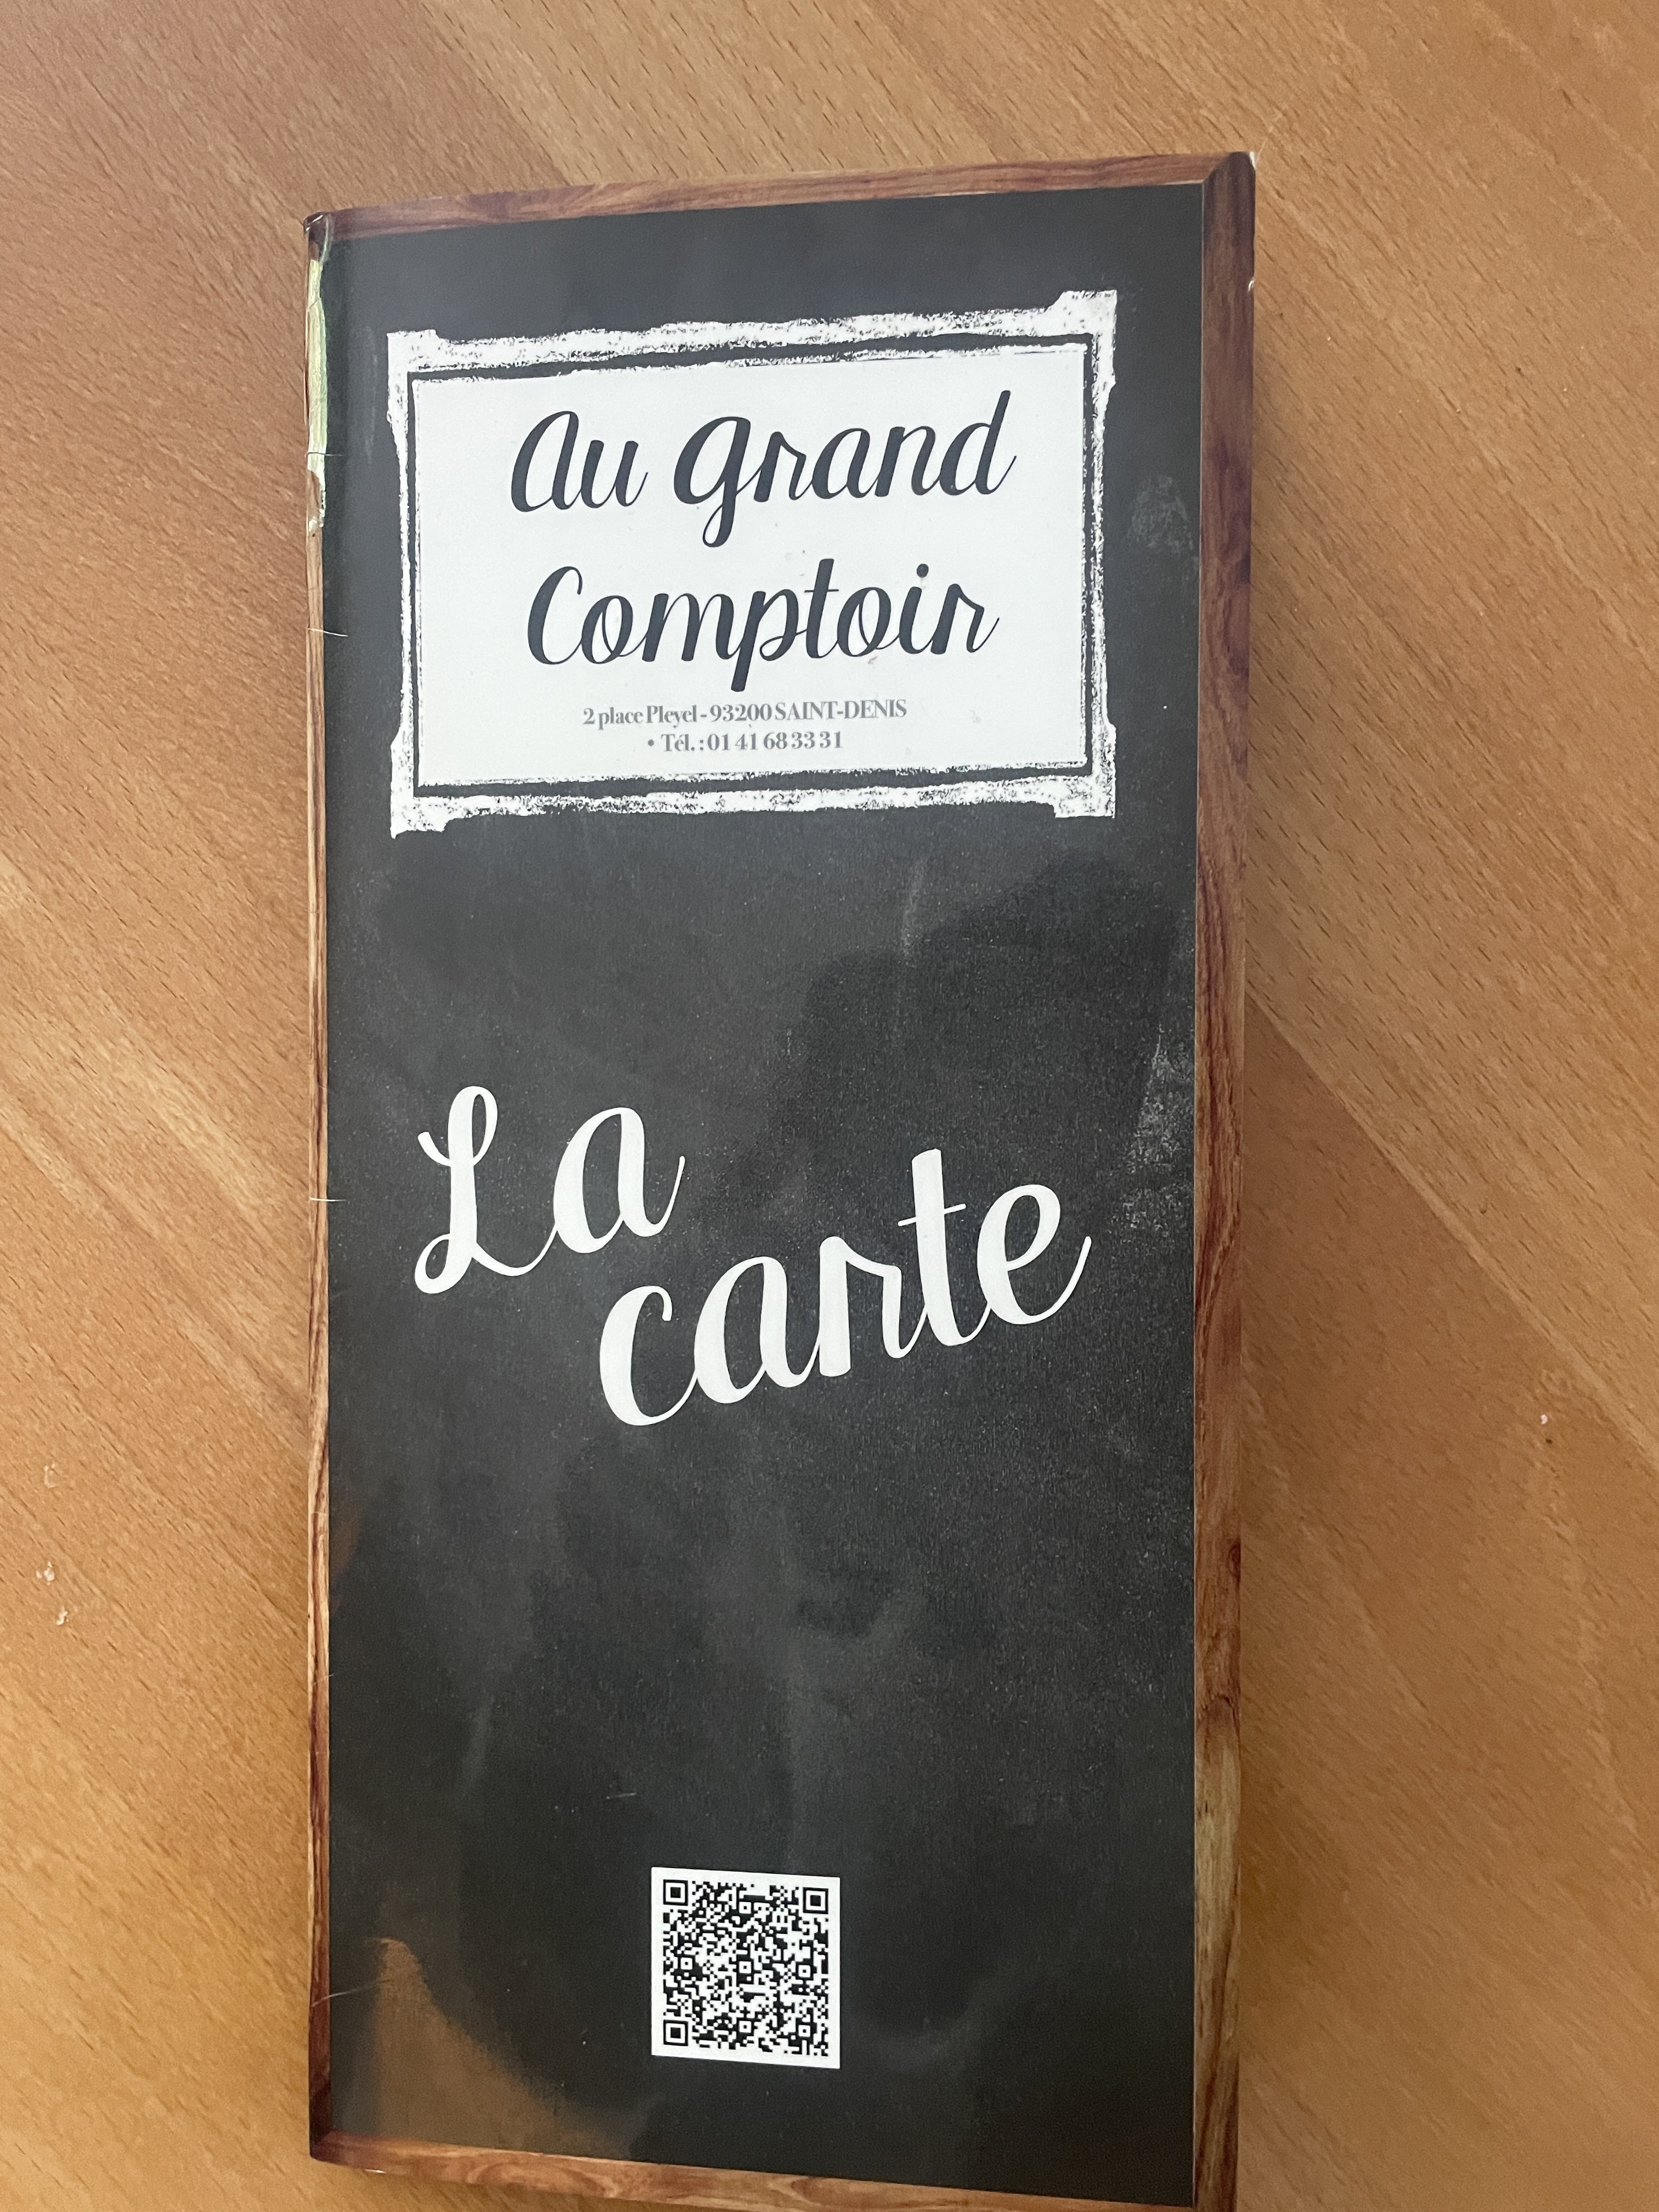 Au Grand
Comptoir
2 place Pleyel - 93200 SAINT-DENIS
• Tél. : 01 41 68 33 31
La
carte